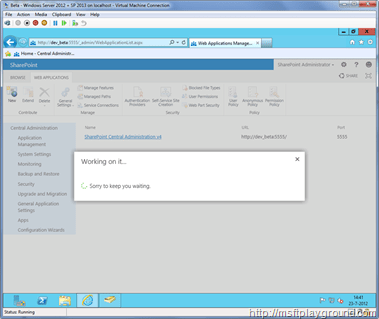 Beta - Windows Server 2012 + SP 2013 on localhost - Virtual Machine Connection
File Action Media Clipboard View Help
http://dev_beta:5555/_admin/WebApplicationList.aspx
Web Applications Manage...
Home - Central Administr...
SharePoint
SharePoint Administrator
BROWSE WEB APPLICATIONS
SHARE
New
Extend
Delete
General Settings
Manage Features
Managed Paths
Service Connections
Authentication Providers
Self-Service Site Creation
Blocked File Types
User Permissions
Web Part Security
User Policy
Anonymous Policy
Permission Policy
Contribute
Manage
Security
Policy
Central Administration
Application Management
System Settings
Monitoring
Backup and Restore
Security
Upgrade and Migration
General Application Settings
Apps
Configuration Wizards
Name URL Port
SharePoint Central Administration v4 http://dev_beta:5555/ 5555
Working on it...
Sorry to keep you waiting.
14:41
23-7-2012
Status: Running
http://msftplayground.com